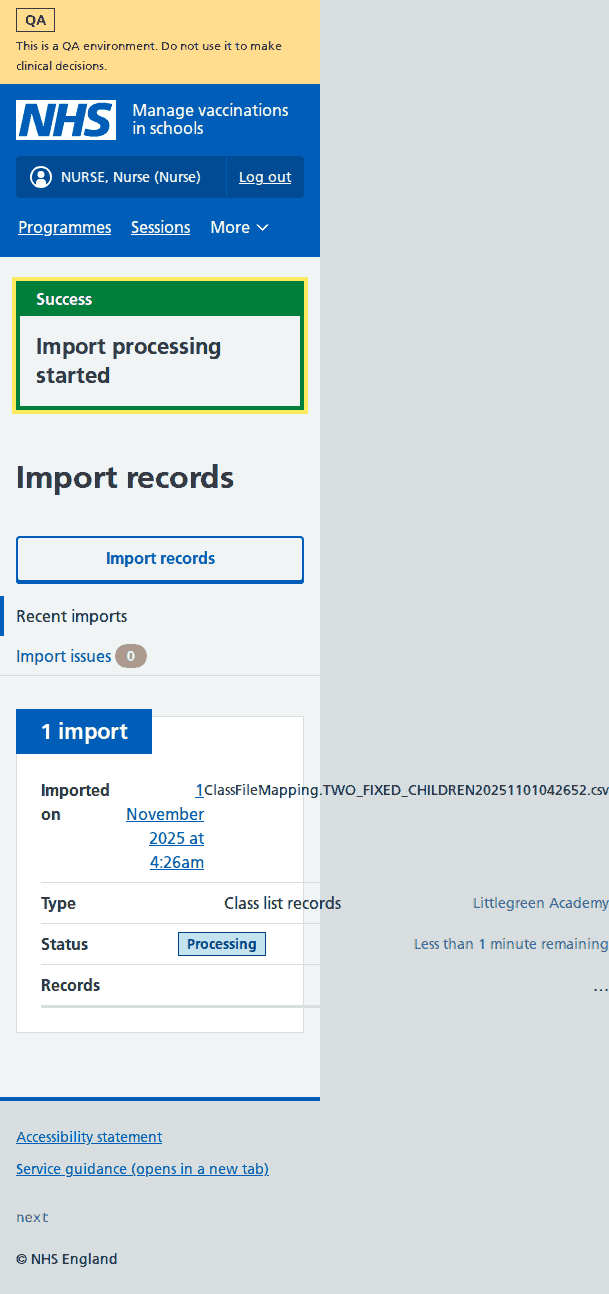 QA
This is a QA environment. Do not use it to make
clinical decisions.
NHS
Manage vaccinations
in schools
NURSE, Nurse (Nurse)
Log out
Programmes
Sessions
More
Success
Import processing
started
Import records
Import records
Recent imports
Import issues 0
1 import
Imported on
1 November 2025 at 4:26am
ClassFileMapping.TWO_FIXED_CHILDREN20251101042652.csv
Type
Class list records
Littlegreen Academy
Status
Processing
Less than 1 minute remaining
Records
…
Accessibility statement
Service guidance (opens in a new tab)
next
© NHS England